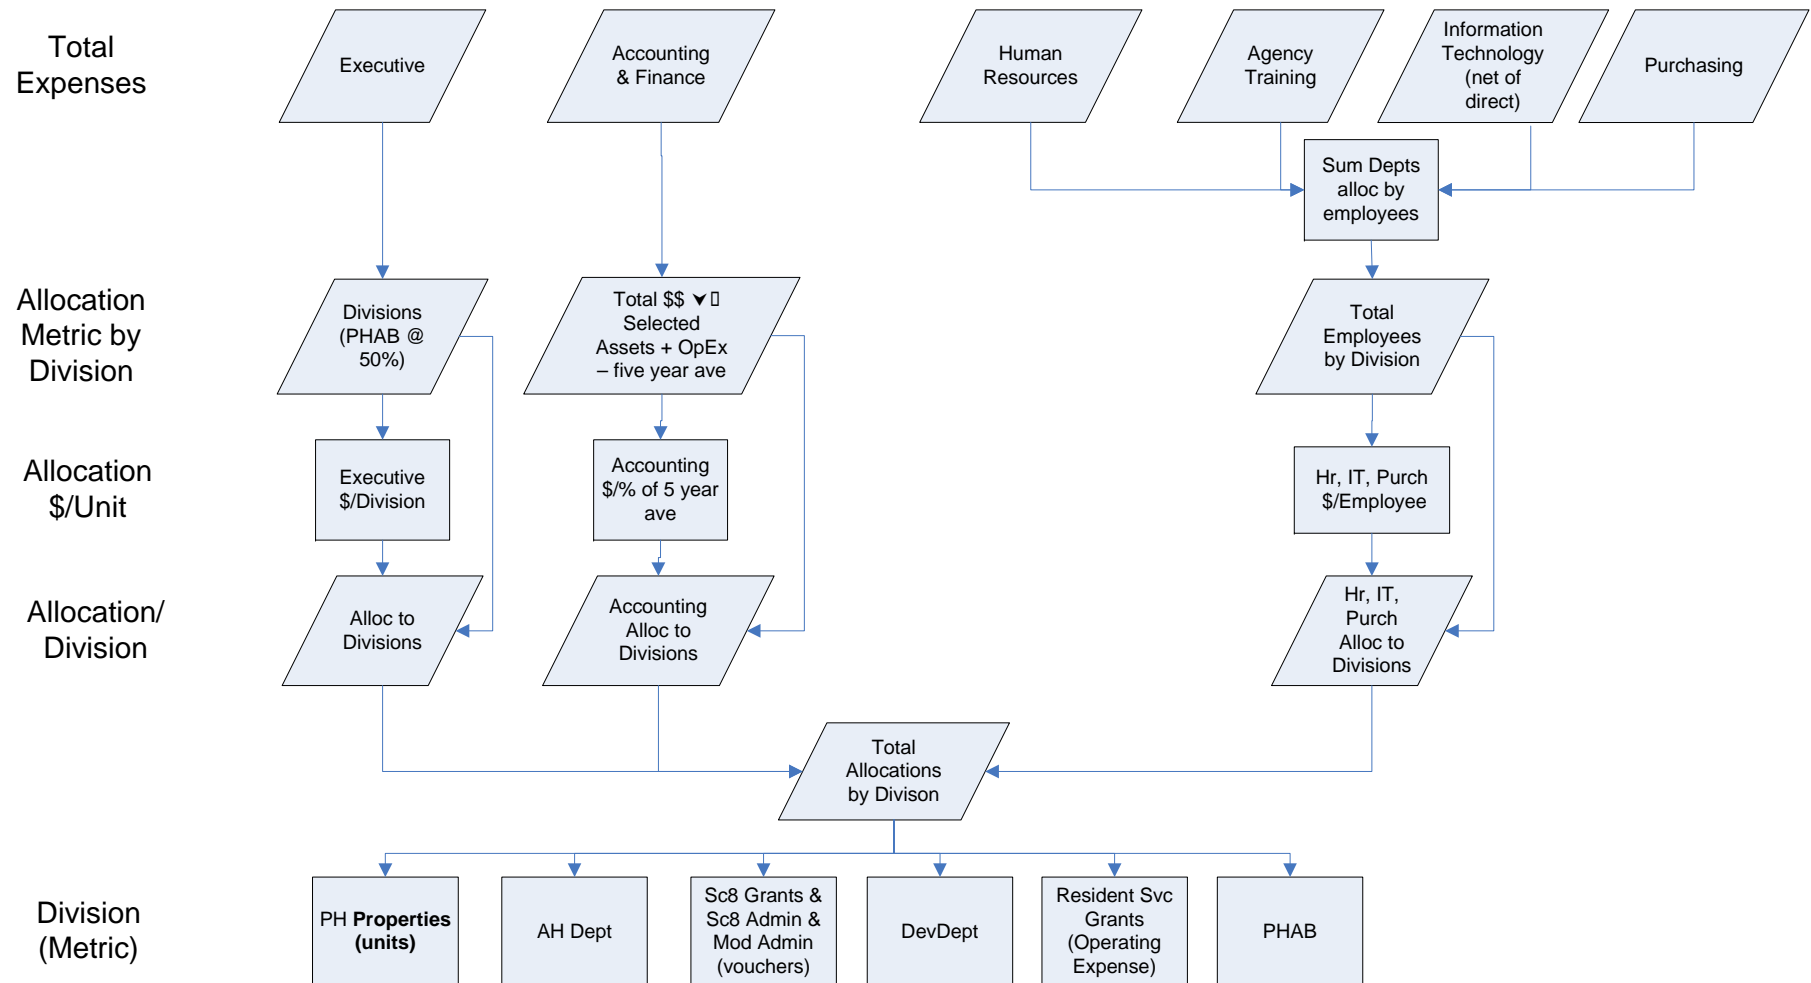 Total
Expenses
Executive
Accounting
& Finance
Human
Resources
Agency
Training
Information
Technology
(net of
direct)
Purchasing
Sum Depts
alloc by
employees
Allocation
Metric by
Division
Divisions
(PHAB @
50%)
Total $$ ⮟▯
Selected
Assets + OpEx
– five year ave
Total
Employees
by Division
Allocation
$/Unit
Executive
$/Division
Accounting
$/% of 5 year
ave
Hr, IT, Purch
$/Employee
Allocation/
Division
Alloc to
Divisions
Accounting
Alloc to
Divisions
Hr, IT,
Purch
Alloc to
Divisions
Total
Allocations
by Divison
Division
(Metric)
PH Properties
(units)
AH Dept
Sc8 Grants &
Sc8 Admin &
Mod Admin
(vouchers)
DevDept
Resident Svc
Grants
(Operating
Expense)
PHAB